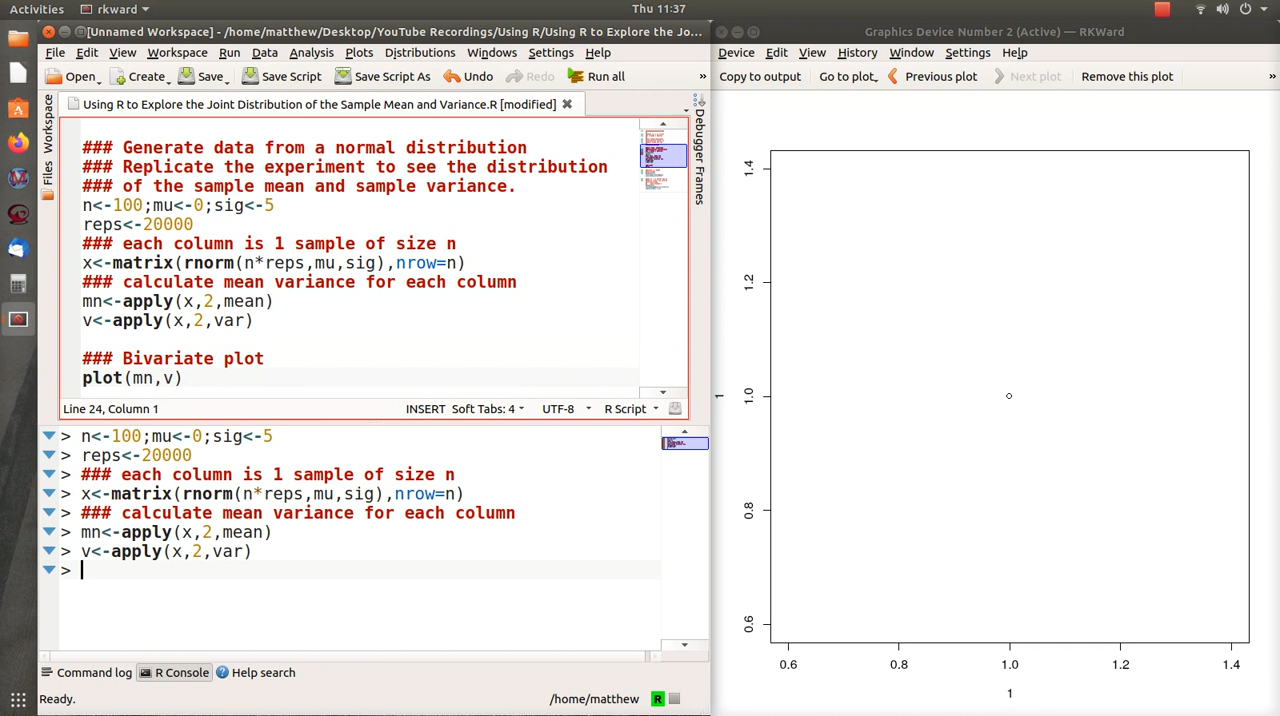 Activities rkward Thu 11:37
[Unnamed Workspace] - /home/matthew/Desktop/YouTube Recordings/Using R/Using R to Explore the Joi...
File Edit View Workspace Run Data Analysis Plots Distributions Windows Settings Help
Open Create Save Save Script Save Script As Undo Redo Run all »
Using R to Explore the Joint Distribution of the Sample Mean and Variance.R [modified]
Files Workspace
Debugger Frames
### Generate data from a normal distribution
### Replicate the experiment to see the distribution
### of the sample mean and sample variance.
n<-100;mu<-0;sig<-5
reps<-20000
### each column is 1 sample of size n
x<-matrix(rnorm(n*reps,mu,sig),nrow=n)
### calculate mean variance for each column
mn<-apply(x,2,mean)
v<-apply(x,2,var)
### Bivariate plot
plot(mn,v)
Line 24, Column 1 INSERT Soft Tabs: 4 UTF-8 R Script
> n<-100;mu<-0;sig<-5
> reps<-20000
> ### each column is 1 sample of size n
> x<-matrix(rnorm(n*reps,mu,sig),nrow=n)
> ### calculate mean variance for each column
> mn<-apply(x,2,mean)
> v<-apply(x,2,var)
>
Command log R Console Help search
Ready. /home/matthew R
Graphics Device Number 2 (Active) — RKWard
Device Edit View History Window Settings Help
Copy to output Go to plot Previous plot Next plot Remove this plot »
1.4
1.2
1.0
0.8
0.6
1
0.6 0.8 1.0 1.2 1.4
1